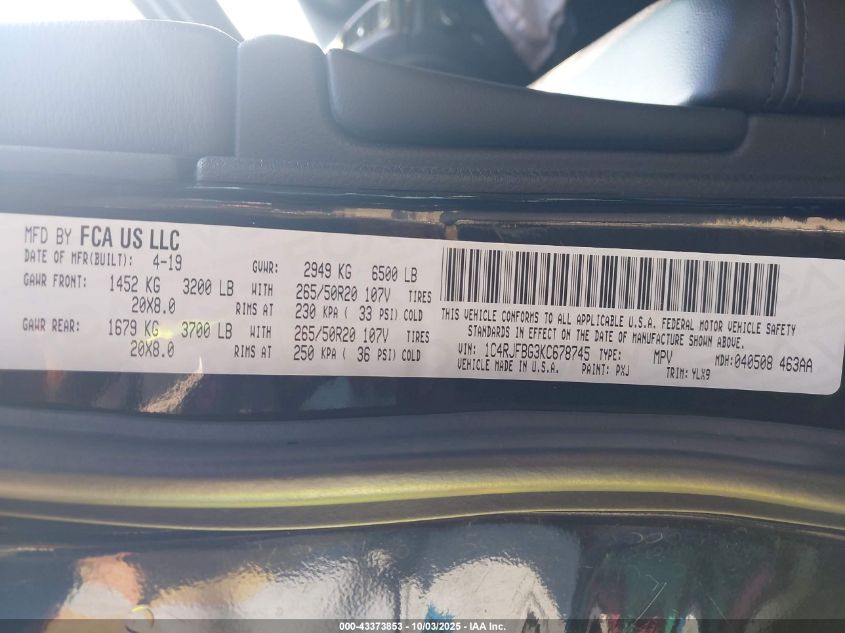 MFD BY FCA US LLC
DATE OF MFR(BUILT): 4-19 GVWR: 2949 KG 6500 LB
GAWR FRONT: 1452 KG 3200 LB WITH 265/50R20 107V TIRES
20X8.0 RIMS AT 230 KPA ( 33 PSI) COLD
GAWR REAR: 1679 KG 3700 LB WITH 265/50R20 107V TIRES
20X8.0 RIMS AT 250 KPA ( 36 PSI) COLD
THIS VEHICLE CONFORMS TO ALL APPLICABLE U.S.A. FEDERAL MOTOR VEHICLE SAFETY
STANDARDS IN EFFECT ON THE DATE OF MANUFACTURE SHOWN ABOVE.
VIN: 1C4RJFBG3KC678745 TYPE: MPV MDH: 040508 463AA
VEHICLE MADE IN U.S.A. PAINT: PXJ TRIM: YLX9
000-43373853 - 10/03/2025 - IAA Inc.